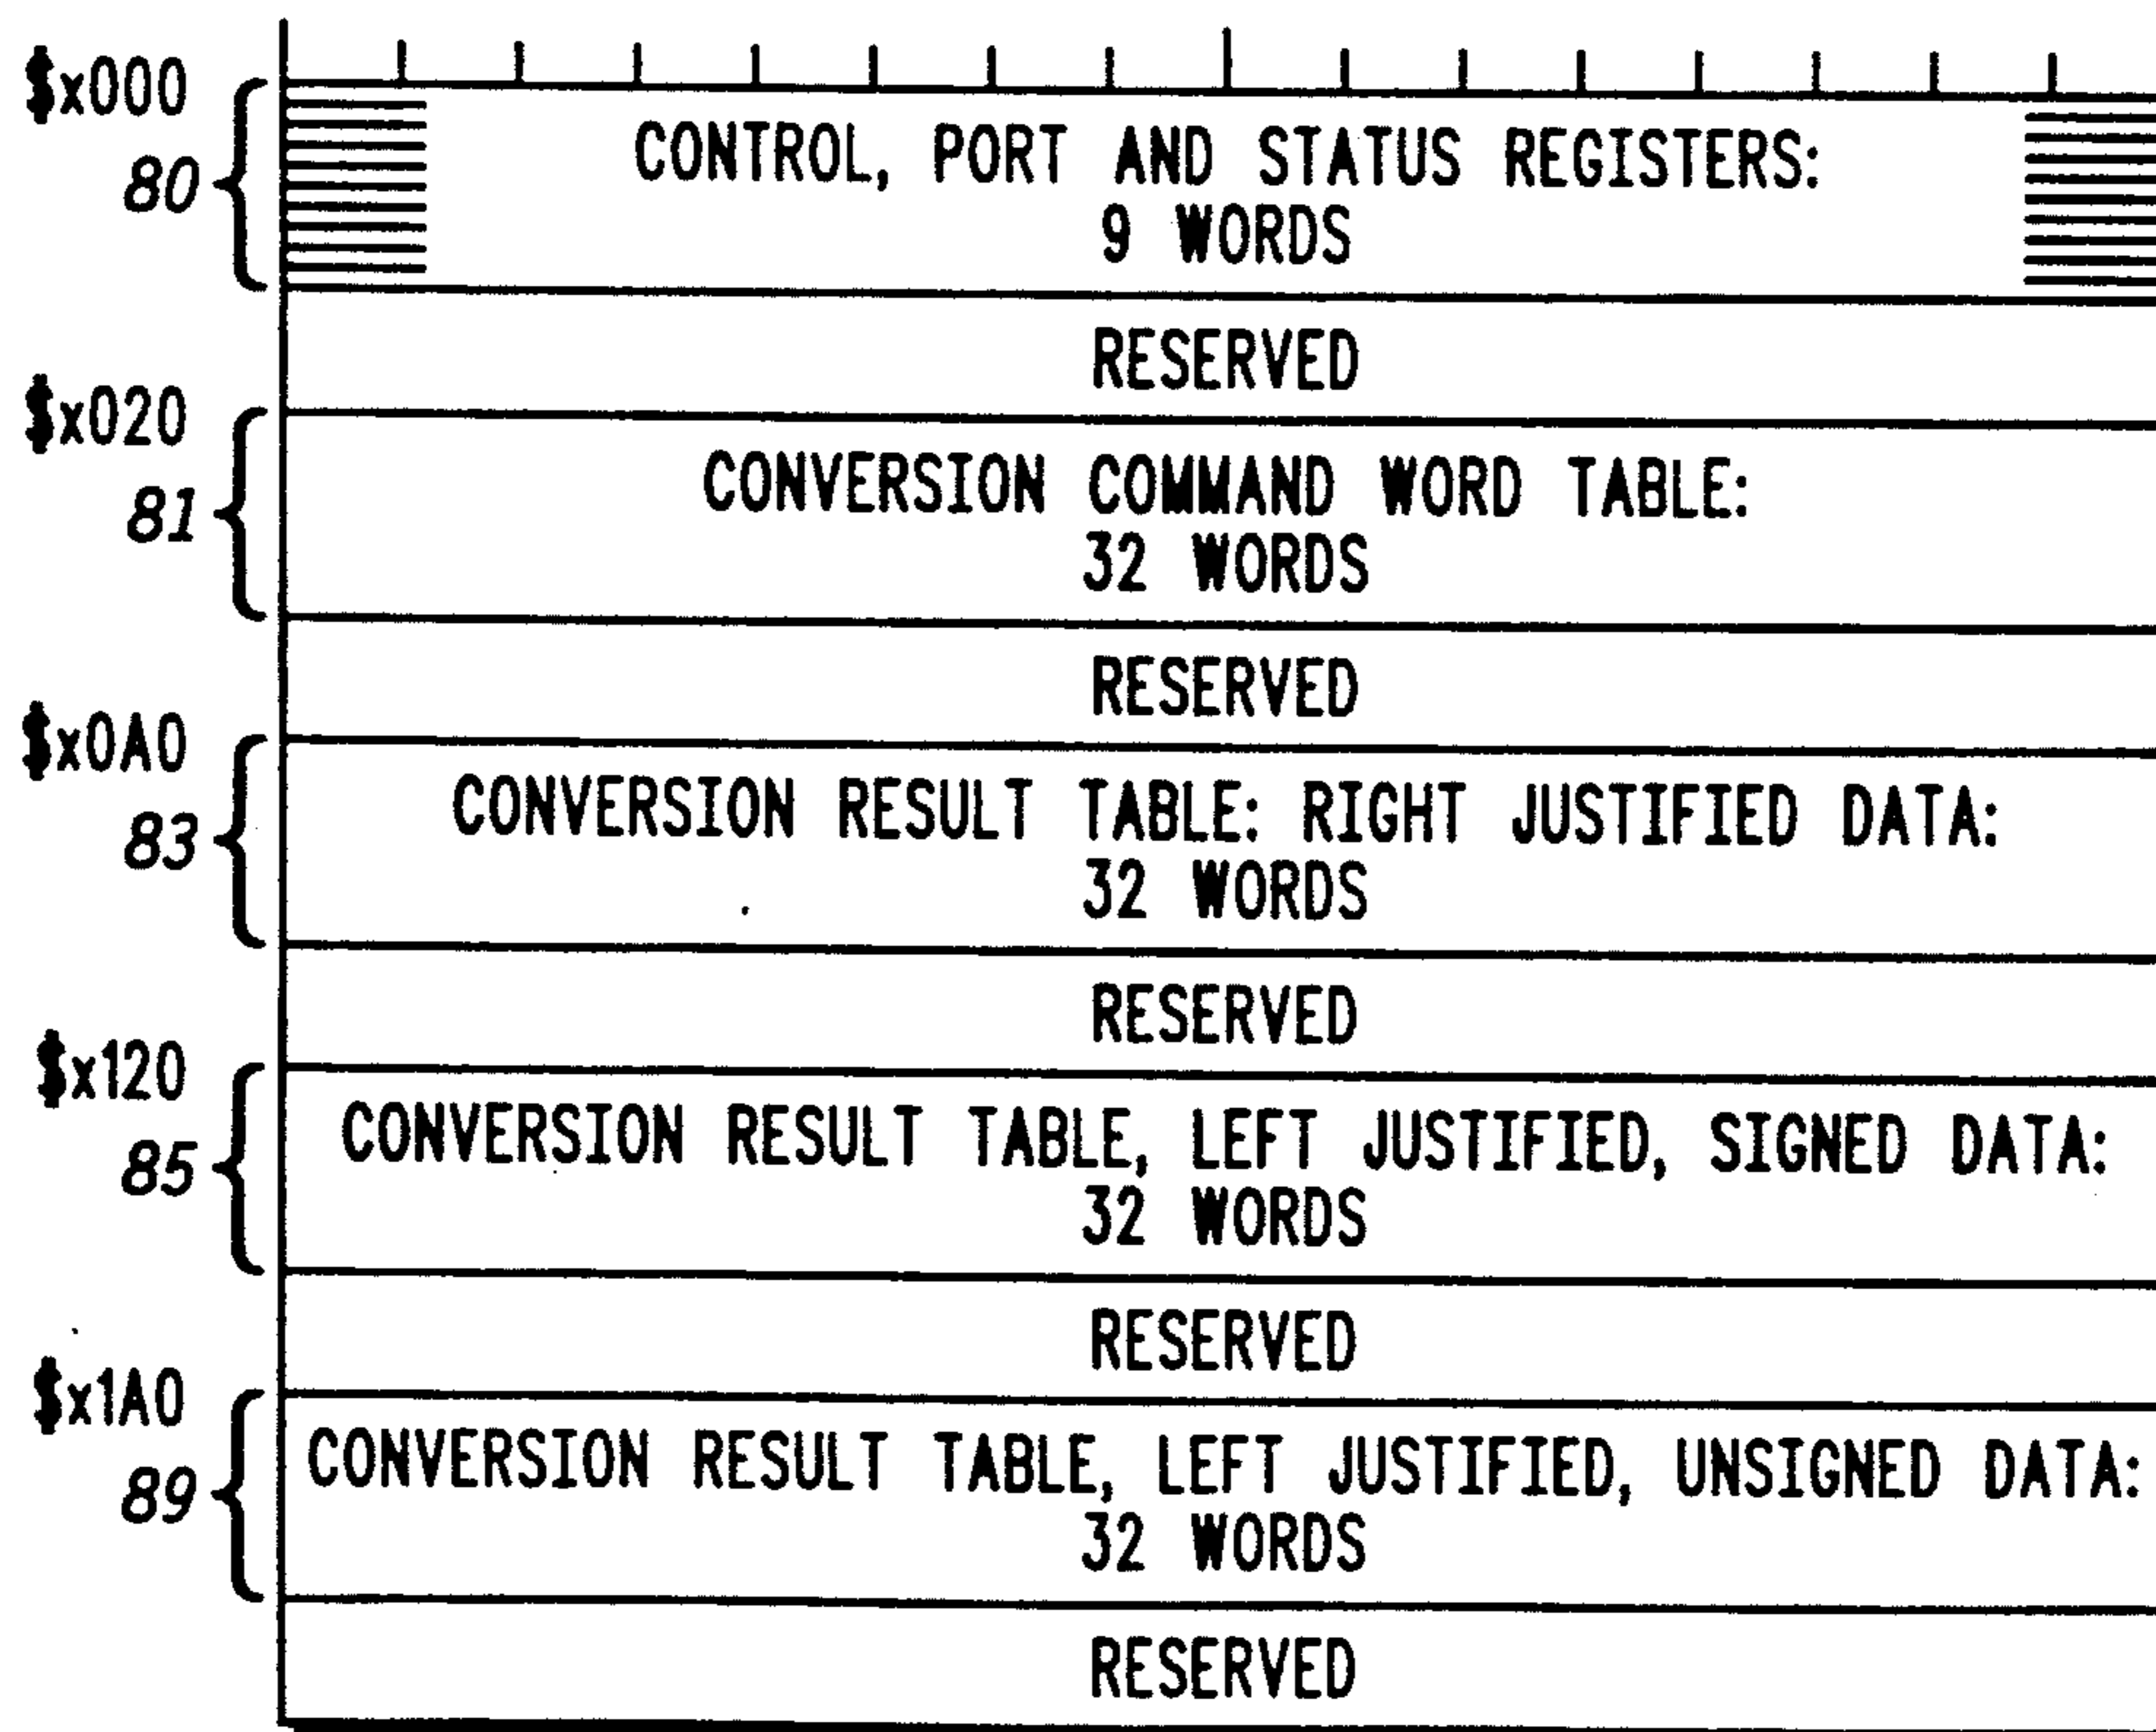 $x000
80
CONTROL, PORT AND STATUS REGISTERS:
9 WORDS
RESERVED
$x020
81
CONVERSION COMMAND WORD TABLE:
32 WORDS
RESERVED
$x0A0
83
CONVERSION RESULT TABLE: RIGHT JUSTIFIED DATA:
32 WORDS
RESERVED
$x120
85
CONVERSION RESULT TABLE, LEFT JUSTIFIED, SIGNED DATA:
32 WORDS
RESERVED
$x1A0
89
CONVERSION RESULT TABLE, LEFT JUSTIFIED, UNSIGNED DATA:
32 WORDS
RESERVED